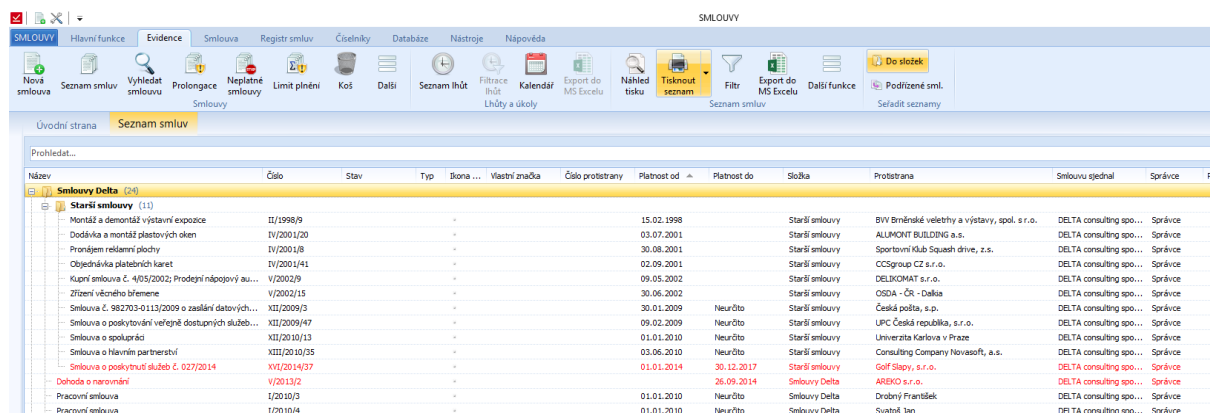 SMLOUVY
SMLOUVY Hlavní funkce Evidence Smlouva Registr smluv Číselníky Databáze Nástroje Nápověda
Nová smlouva
Seznam smluv
Vyhledat smlouvu
Prolongace
Neplatné smlouvy
Limit plnění
Koš
Další
Seznam lhůt
Filtrace lhůt
Kalendář
Export do MS Excelu
Náhled tisku
Tisknout seznam
Filtr
Export do MS Excelu
Další funkce
Do složek
Podřízené sml.
Smlouvy Lhůty a úkoly Seznam smluv Seřadit seznamy
Úvodní strana Seznam smluv
Prohledat...
Název Číslo Stav Typ Ikona ... Vlastní značka Číslo protistrany Platnost od Platnost do Složka Protistrana Smlouvu sjednal Správce
Smlouvy Delta (24)
Starší smlouvy (11)
Montáž a demontáž výstavní expozice II/1998/9 15.02.1998 Starší smlouvy BVV Brněnské veletrhy a výstavy, spol. s r.o. DELTA consulting spo... Správce
Dodávka a montáž plastových oken IV/2001/20 03.07.2001 Starší smlouvy ALUMONT BUILDING a.s. DELTA consulting spo... Správce
Pronájem reklamní plochy IV/2001/8 30.08.2001 Starší smlouvy Sportovní Klub Squash drive, z.s. DELTA consulting spo... Správce
Objednávka platebních karet IV/2001/41 02.09.2001 Starší smlouvy CCSgroup CZ s.r.o. DELTA consulting spo... Správce
Kupní smlouva č. 4/05/2002; Prodejní nápojový au... V/2002/9 09.05.2002 Starší smlouvy DELIKOMAT s.r.o. DELTA consulting spo... Správce
Zřízení věcného břemene V/2002/15 30.06.2002 Starší smlouvy OSDA - ČR - Dalkia DELTA consulting spo... Správce
Smlouva č. 982703-0113/2009 o zasílání datových... XII/2009/3 30.01.2009 Neurčito Starší smlouvy Česká pošta, s.p. DELTA consulting spo... Správce
Smlouva o poskytování veřejně dostupných služeb... XII/2009/47 09.02.2009 Neurčito Starší smlouvy UPC Česká republika, s.r.o. DELTA consulting spo... Správce
Smlouva o spolupráci XII/2010/13 01.01.2010 Neurčito Starší smlouvy Univerzita Karlova v Praze DELTA consulting spo... Správce
Smlouva o hlavním partnerství XIII/2010/35 03.06.2010 Neurčito Starší smlouvy Consulting Company Novasoft, a.s. DELTA consulting spo... Správce
Smlouva o poskytnutí služeb č. 027/2014 XVI/2014/37 01.01.2014 30.12.2017 Starší smlouvy Golf Slapy, s.r.o. DELTA consulting spo... Správce
Dohoda o narovnání V/2013/2 26.09.2014 Smlouvy Delta AREKO s.r.o. DELTA consulting spo... Správce
Pracovní smlouva I/2010/3 01.01.2010 Neurčito Smlouvy Delta Drobný František DELTA consulting spo... Správce
Pracovní smlouva I/2010/4 01.01.2010 Neurčito Smlouvy Delta Svatoš Jan DELTA consulting spo... Správce